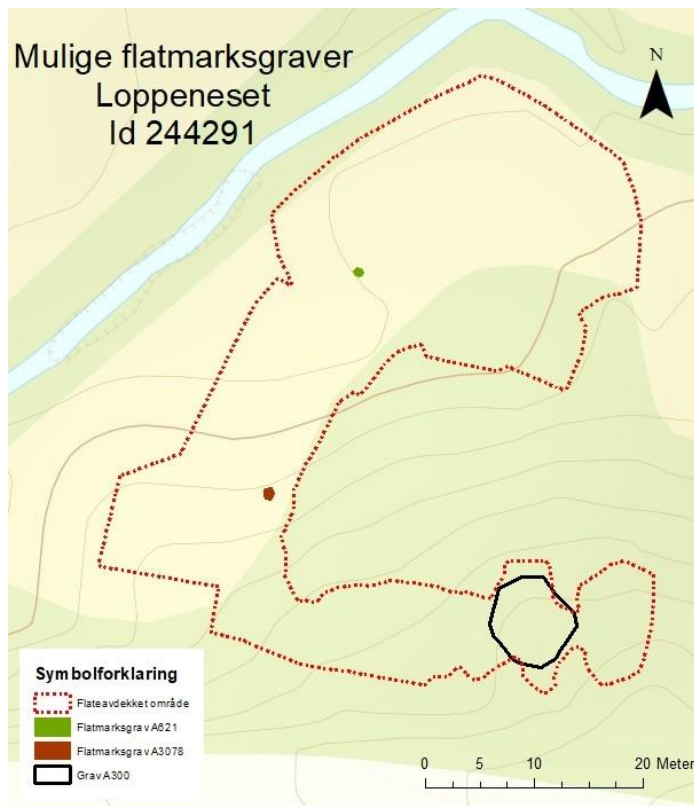 Mulige flatmarksgraver
Loppeneset
Id 244291
N
Symbolforklaring
Flateavdekket område
Flatmarksgrav A621
Flatmarksgrav A3078
Grav A300
0 5 10 20 Meter